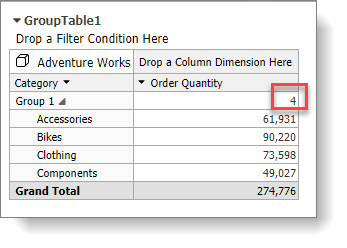 GroupTable1
Drop a Filter Condition Here
Adventure Works Drop a Column Dimension Here
Category Order Quantity
Group 1 4
Accessories 61,931
Bikes 90,220
Clothing 73,598
Components 49,027
Grand Total 274,776